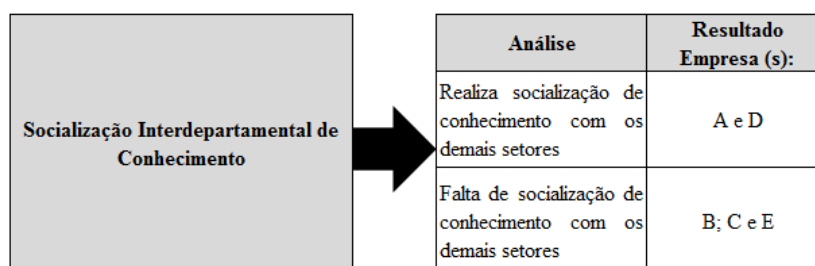 Socialização Interdepartamental de
Conhecimento
Análise
Resultado
Empresa (s):
Realiza socialização de
conhecimento com os
demais setores
A e D
Falta de socialização de
conhecimento com os
demais setores
B; C e E